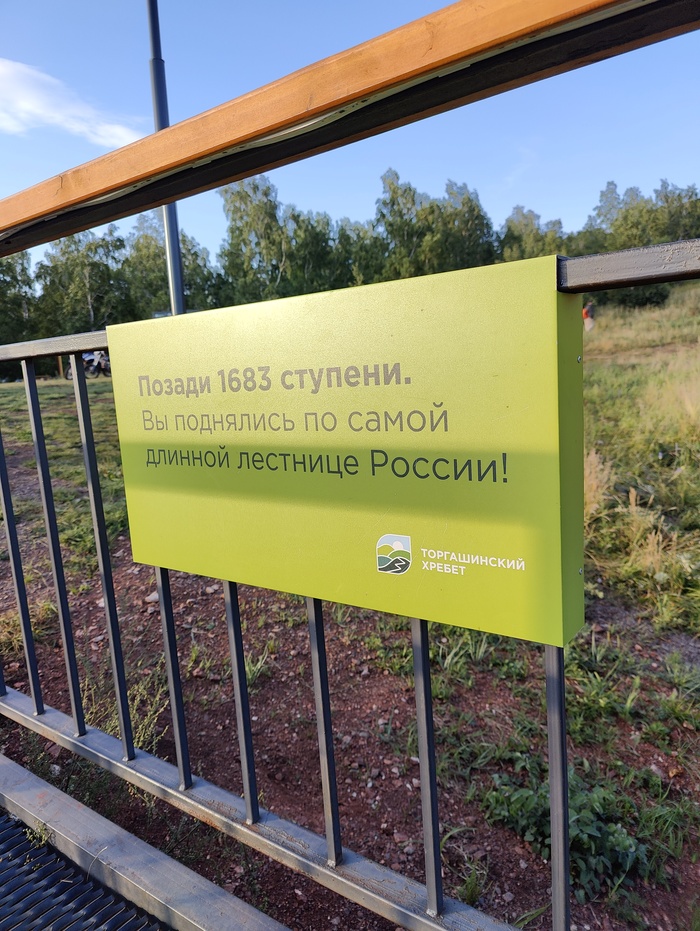 Позади 1683 ступени.
Вы поднялись по самой
длинной лестнице России!
ТОРГАШИНСКИЙ
ХРЕБЕТ